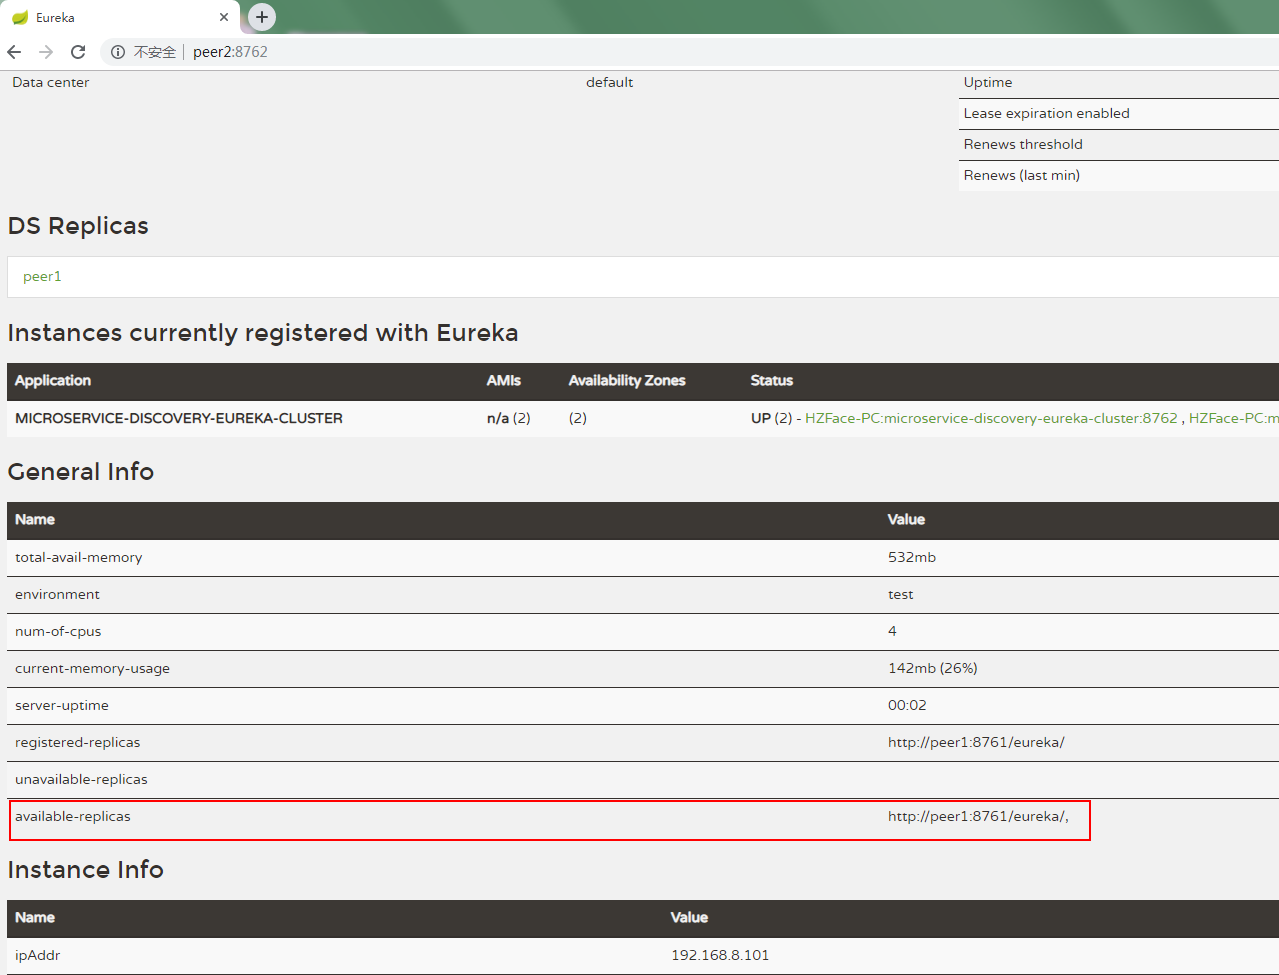 Eureka
不安全 peer2:8762
Data center default Uptime
Lease expiration enabled
Renews threshold
Renews (last min)
DS Replicas
peer1
Instances currently registered with Eureka
Application AMIs Availability Zones Status
MICROSERVICE-DISCOVERY-EUREKA-CLUSTER n/a (2) (2) UP (2) - HZFace-PC:microservice-discovery-eureka-cluster:8762 , HZFace-PC:m
General Info
Name Value
total-avail-memory 532mb
environment test
num-of-cpus 4
current-memory-usage 142mb (26%)
server-uptime 00:02
registered-replicas http://peer1:8761/eureka/
unavailable-replicas
available-replicas http://peer1:8761/eureka/,
Instance Info
Name Value
ipAddr 192.168.8.101